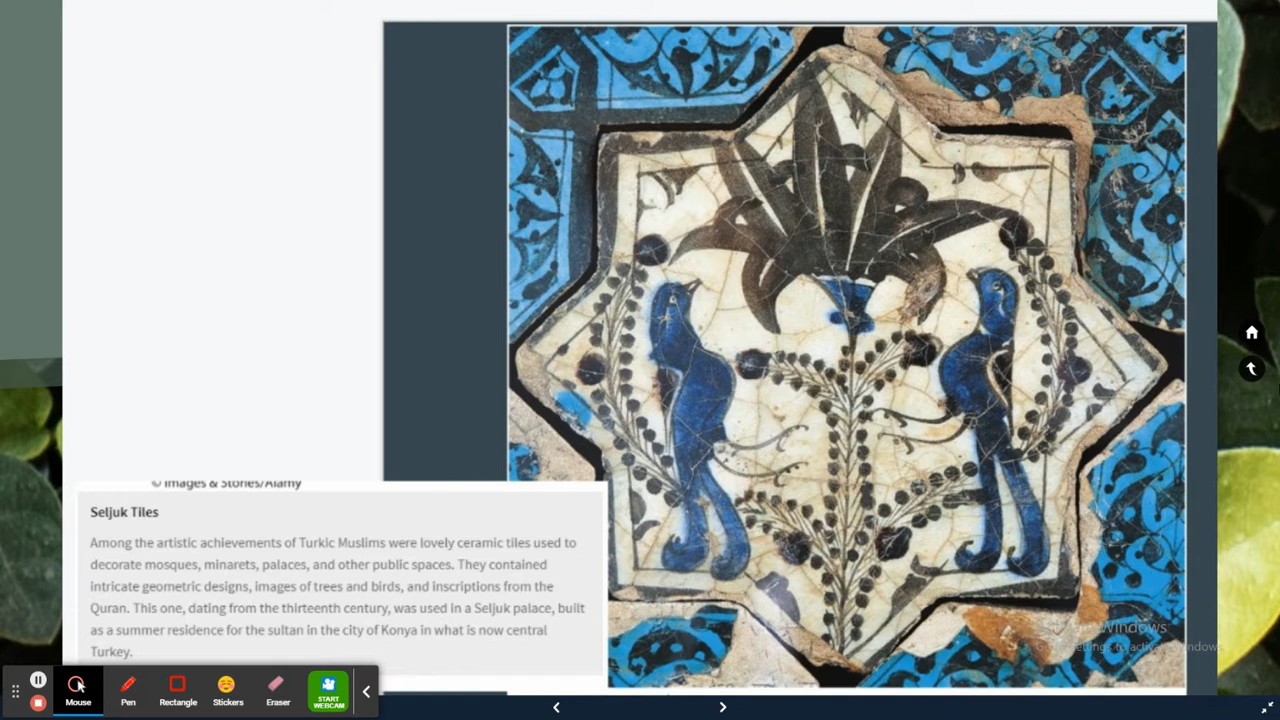 © Images & Stories/Alamy
Seljuk Tiles
Among the artistic achievements of Turkic Muslims were lovely ceramic tiles used to
decorate mosques, minarets, palaces, and other public spaces. They contained
intricate geometric designs, images of trees and birds, and inscriptions from the
Quran. This one, dating from the thirteenth century, was used in a Seljuk palace, built
as a summer residence for the sultan in the city of Konya in what is now central
Turkey.
Windows
Mouse
Pen
Rectangle
Stickers
Eraser
START
WEBCAM